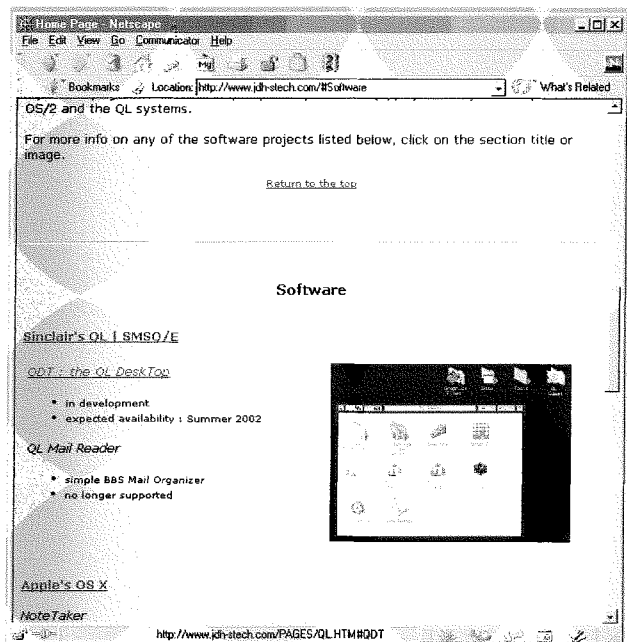 Home Page - Netscape
File Edit View Go Communicator Help
Bookmarks Location: http://www.jdh-stech.com/#Software What's Related
OS/2 and the QL systems.
For more info on any of the software projects listed below, click on the section title or
image.
Return to the top
Software
Sinclair's QL | SMSQ/E
QDT : the QL DeskTop
• in development
• expected availability : Summer 2002
QL Mail Reader
• simple BBS Mail Organizer
• no longer supported
Apple's OS X
NoteTaker
http://www.jdh-stech.com/PAGES/QL.HTM#QDT